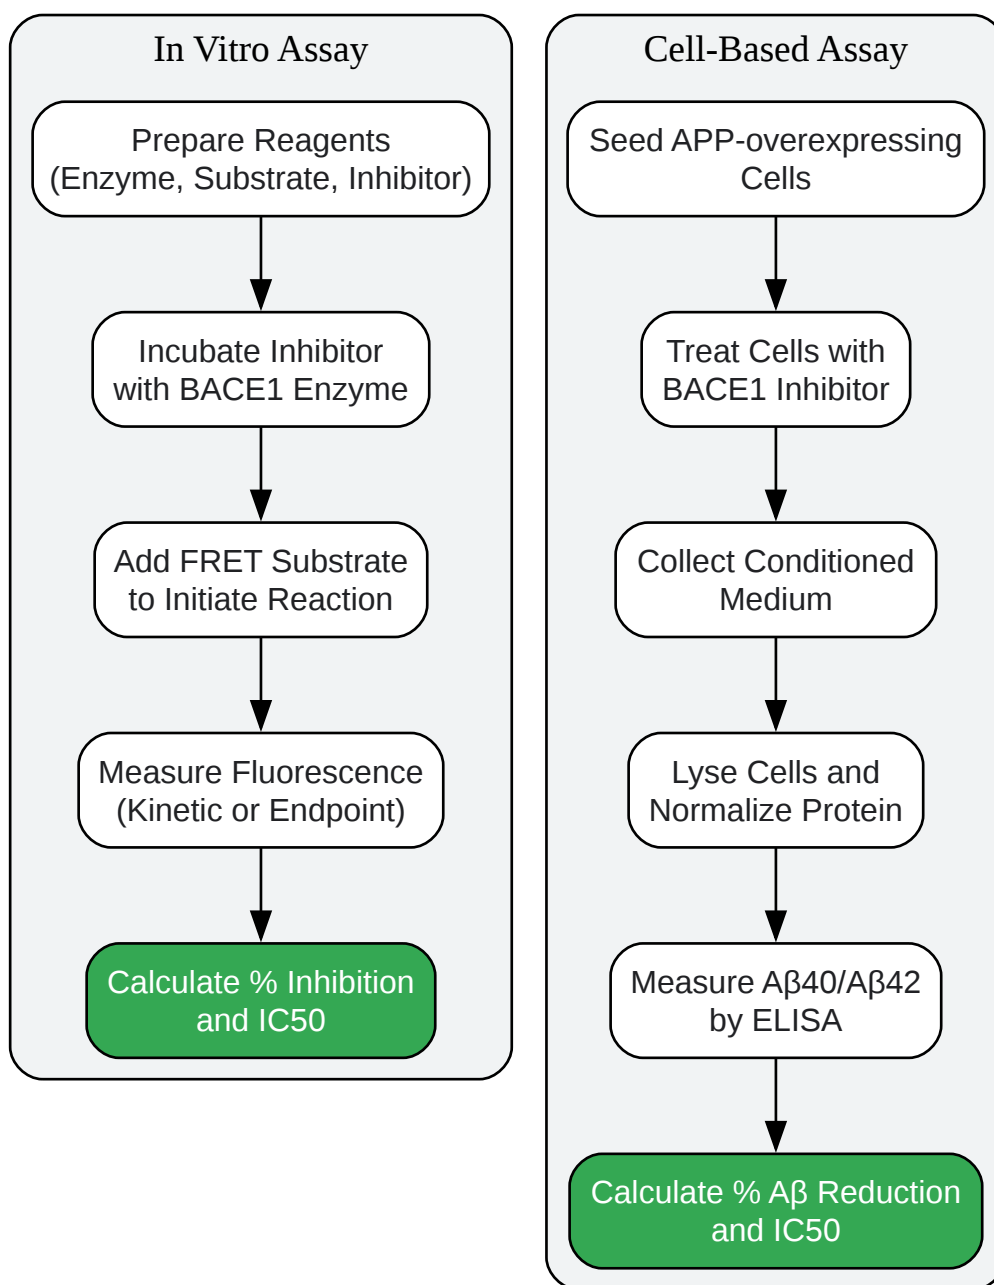 In Vitro Assay
Prepare Reagents
(Enzyme, Substrate, Inhibitor)
Incubate Inhibitor
with BACE1 Enzyme
Add FRET Substrate
to Initiate Reaction
Measure Fluorescence
(Kinetic or Endpoint)
Calculate % Inhibition
and IC50
Cell-Based Assay
Seed APP-overexpressing
Cells
Treat Cells with
BACE1 Inhibitor
Collect Conditioned
Medium
Lyse Cells and
Normalize Protein
Measure Aβ40/Aβ42
by ELISA
Calculate % Aβ Reduction
and IC50